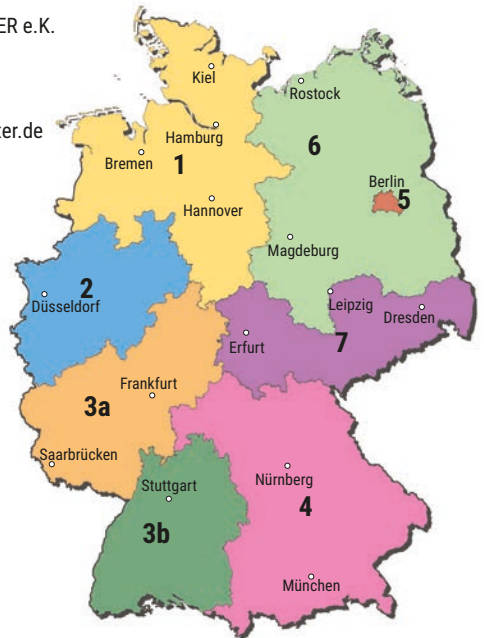 ER e.K.
Kiel
Rostock
er.de
Hamburg
6
Bremen
1
Berlin
5
Hannover
Magdeburg
2
Düsseldorf
Leipzig
Dresden
Erfurt
7
Frankfurt
3a
Saarbrücken
Nürnberg
Stuttgart
4
3b
München